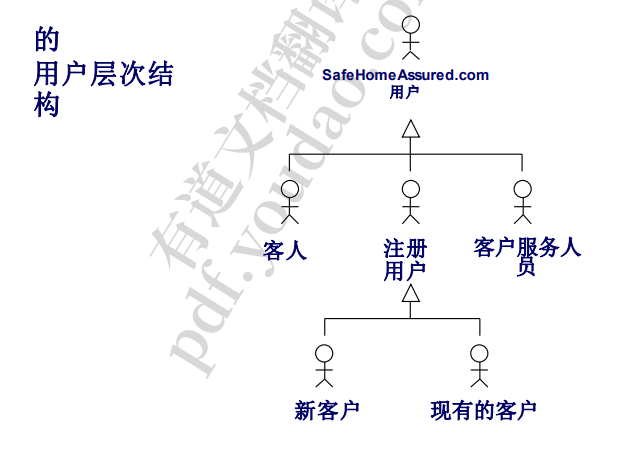 的
用户层次结
构
SafeHomeAssured.com
用户
客人
注册
用户
客户服务人
员
新客户
现有的客户
有道文档翻译
pdf.youdao.com